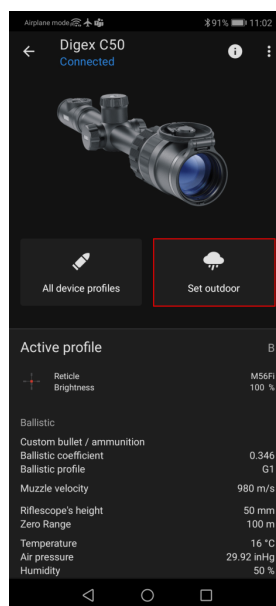 Airplane mode 91% 11:02
Digex C50
Connected
All device profiles
Set outdoor
Active profile B
Reticle M56Fi
Brightness 100 %
Ballistic
Custom bullet / ammunition
Ballistic coefficient 0.346
Ballistic profile G1
Muzzle velocity 980 m/s
Riflescope's height 50 mm
Zero Range 100 m
Temperature 16 °C
Air pressure 29.92 inHg
Humidity 50 %